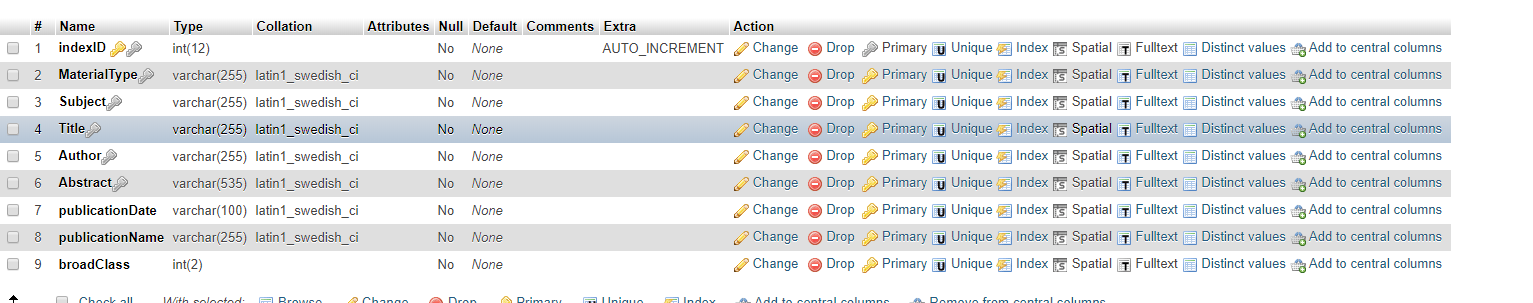 # Name Type Collation Attributes Null Default Comments Extra Action
1 indexID int(12) No None AUTO_INCREMENT Change Drop Primary Unique Index Spatial Fulltext Distinct values Add to central columns
2 MaterialType varchar(255) latin1_swedish_ci No None Change Drop Primary Unique Index Spatial Fulltext Distinct values Add to central columns
3 Subject varchar(255) latin1_swedish_ci No None Change Drop Primary Unique Index Spatial Fulltext Distinct values Add to central columns
4 Title varchar(255) latin1_swedish_ci No None Change Drop Primary Unique Index Spatial Fulltext Distinct values Add to central columns
5 Author varchar(255) latin1_swedish_ci No None Change Drop Primary Unique Index Spatial Fulltext Distinct values Add to central columns
6 Abstract varchar(535) latin1_swedish_ci No None Change Drop Primary Unique Index Spatial Fulltext Distinct values Add to central columns
7 publicationDate varchar(100) latin1_swedish_ci No None Change Drop Primary Unique Index Spatial Fulltext Distinct values Add to central columns
8 publicationName varchar(255) latin1_swedish_ci No None Change Drop Primary Unique Index Spatial Fulltext Distinct values Add to central columns
9 broadClass int(2) No None Change Drop Primary Unique Index Spatial Fulltext Distinct values Add to central columns
Check all With selected: Browse Change Drop Primary Unique Index Add to central columns Remove from central columns